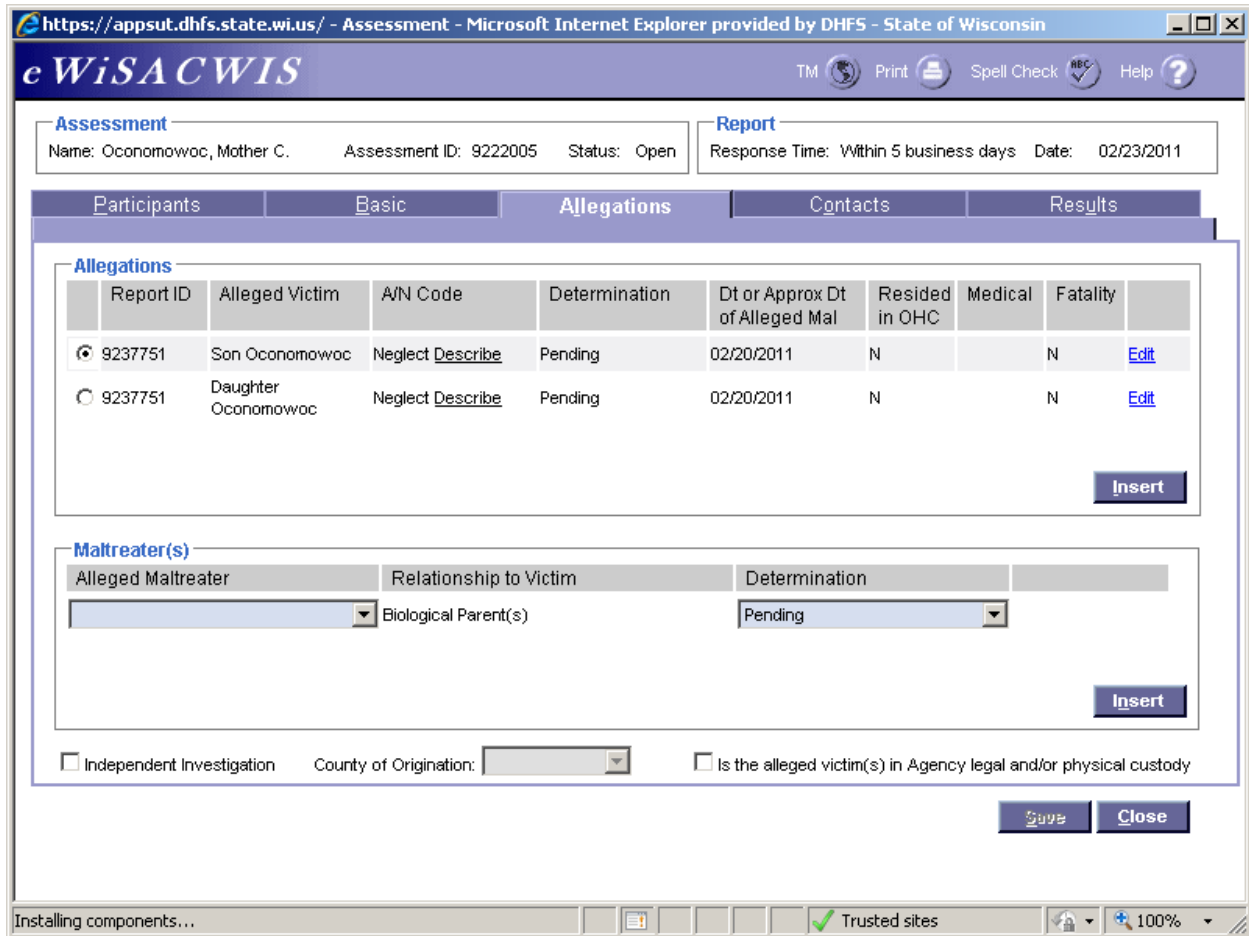 https://appsut.dhfs.state.wi.us/ - Assessment - Microsoft Internet Explorer provided by DHFS - State of Wisconsin
e WiSACWIS TM Print Spell Check ABC Help ?
Assessment Report
Name: Oconomowoc, Mother C. Assessment ID: 9222005 Status: Open Response Time: Within 5 business days Date: 02/23/2011
Participants Basic Allegations Contacts Results
Allegations
Report ID Alleged Victim A/N Code Determination Dt or Approx Dt of Alleged Mal Resided in OHC Medical Fatality
9237751 Son Oconomowoc Neglect Describe Pending 02/20/2011 N N Edit
9237751 Daughter Oconomowoc Neglect Describe Pending 02/20/2011 N N Edit
Insert
Maltreater(s)
Alleged Maltreater Relationship to Victim Determination
Biological Parent(s) Pending
Insert
Independent Investigation County of Origination: Is the alleged victim(s) in Agency legal and/or physical custody
Save Close
Installing components... Trusted sites 100%